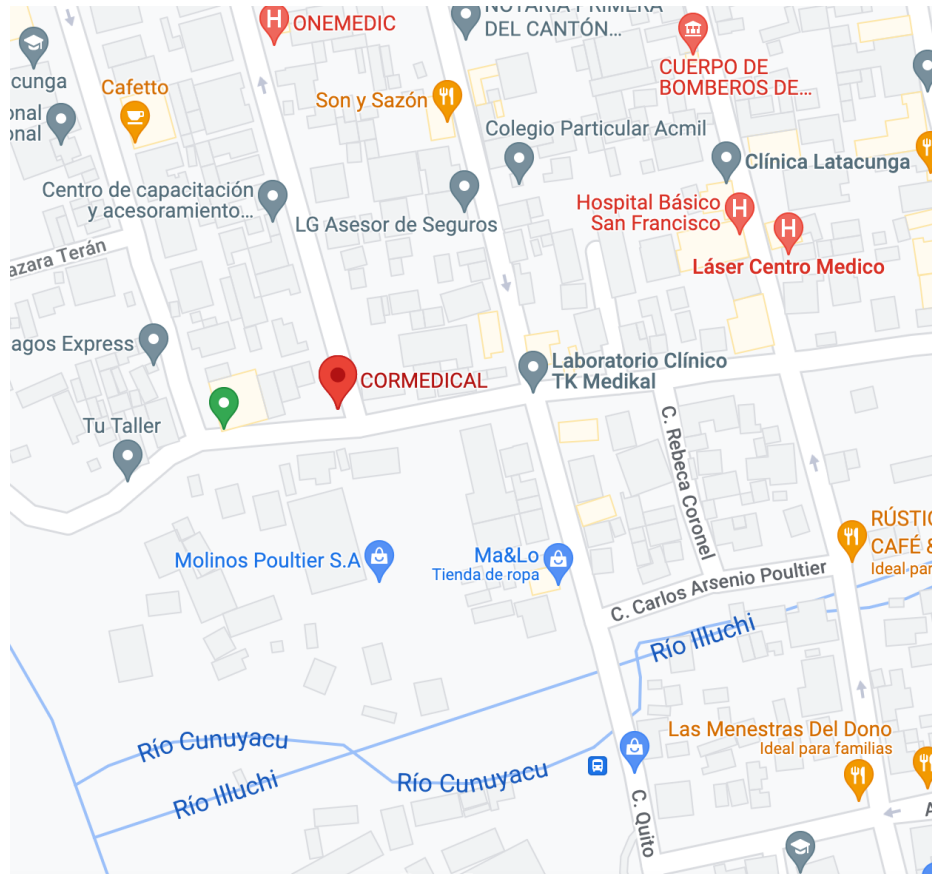 ONEMEDIC
NOTARÍA PRIMERA
DEL CANTÓN...
CUERPO DE
BOMBEROS DE...
cunga
Cafetto
Son y Sazón
onal
onal
Colegio Particular Acmil
Clínica Latacunga
Centro de capacitación
y acesoramiento...
LG Asesor de Seguros
Hospital Básico
San Francisco
Láser Centro Medico
azara Terán
agos Express
Laboratorio Clínico
TK Medikal
CORMEDICAL
Tu Taller
C. Rebeca Coronel
RÚSTIC
CAFÉ &
Ideal par
Molinos Poultier S.A
Ma&Lo
Tienda de ropa
C. Carlos Arsenio Poultier
Río Illuchi
Río Cunuyacu
Río Illuchi
Río Cunuyacu
Las Menestras Del Dono
Ideal para familias
C. Quito
A